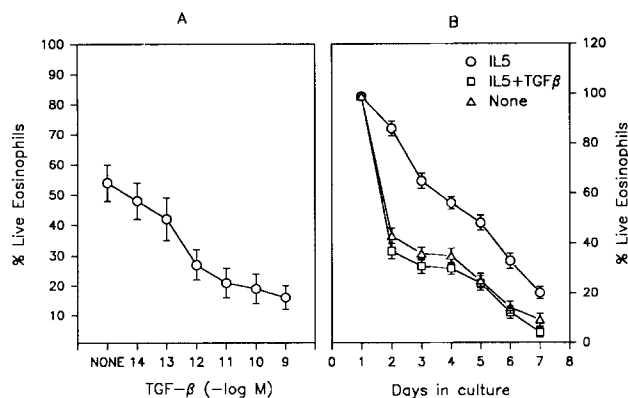 A
B
100
90
80
70
60
50
40
30
20
10
% Live Eosinophils
NONE 14 13 12 11 10 9
TGF-β (-log M)
IL5
IL5+TGFβ
None
120
100
80
60
40
20
0
% Live Eosinophils
0 1 2 3 4 5 6 7 8
Days in culture